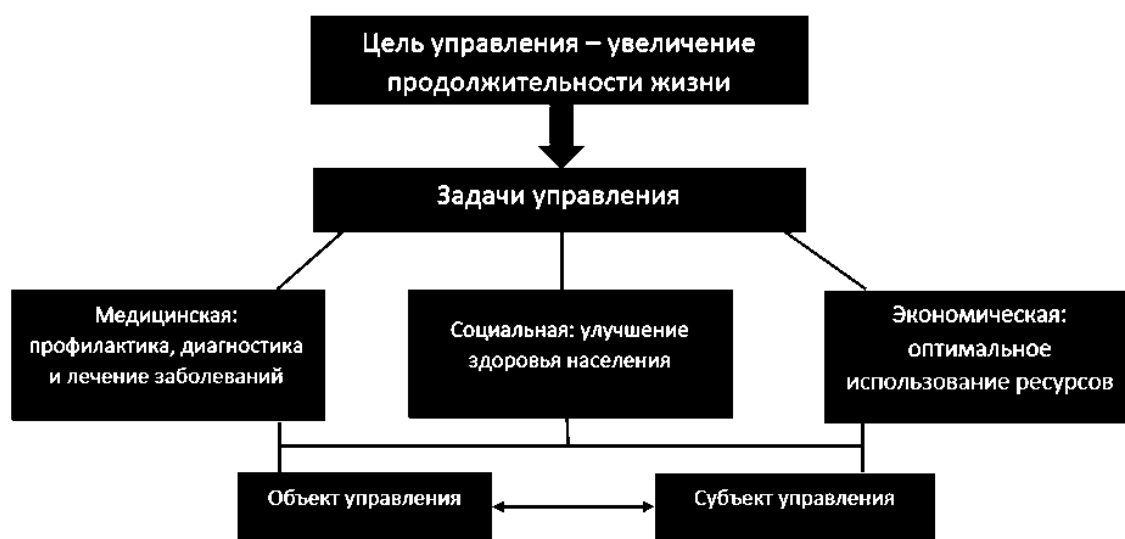 Цель управления – увеличение
продолжительности жизни
Задачи управления
Медицинская:
профилактика, диагностика
и лечение заболеваний
Социальная: улучшение
здоровья населения
Экономическая:
оптимальное
использование ресурсов
Объект управления
Субъект управления